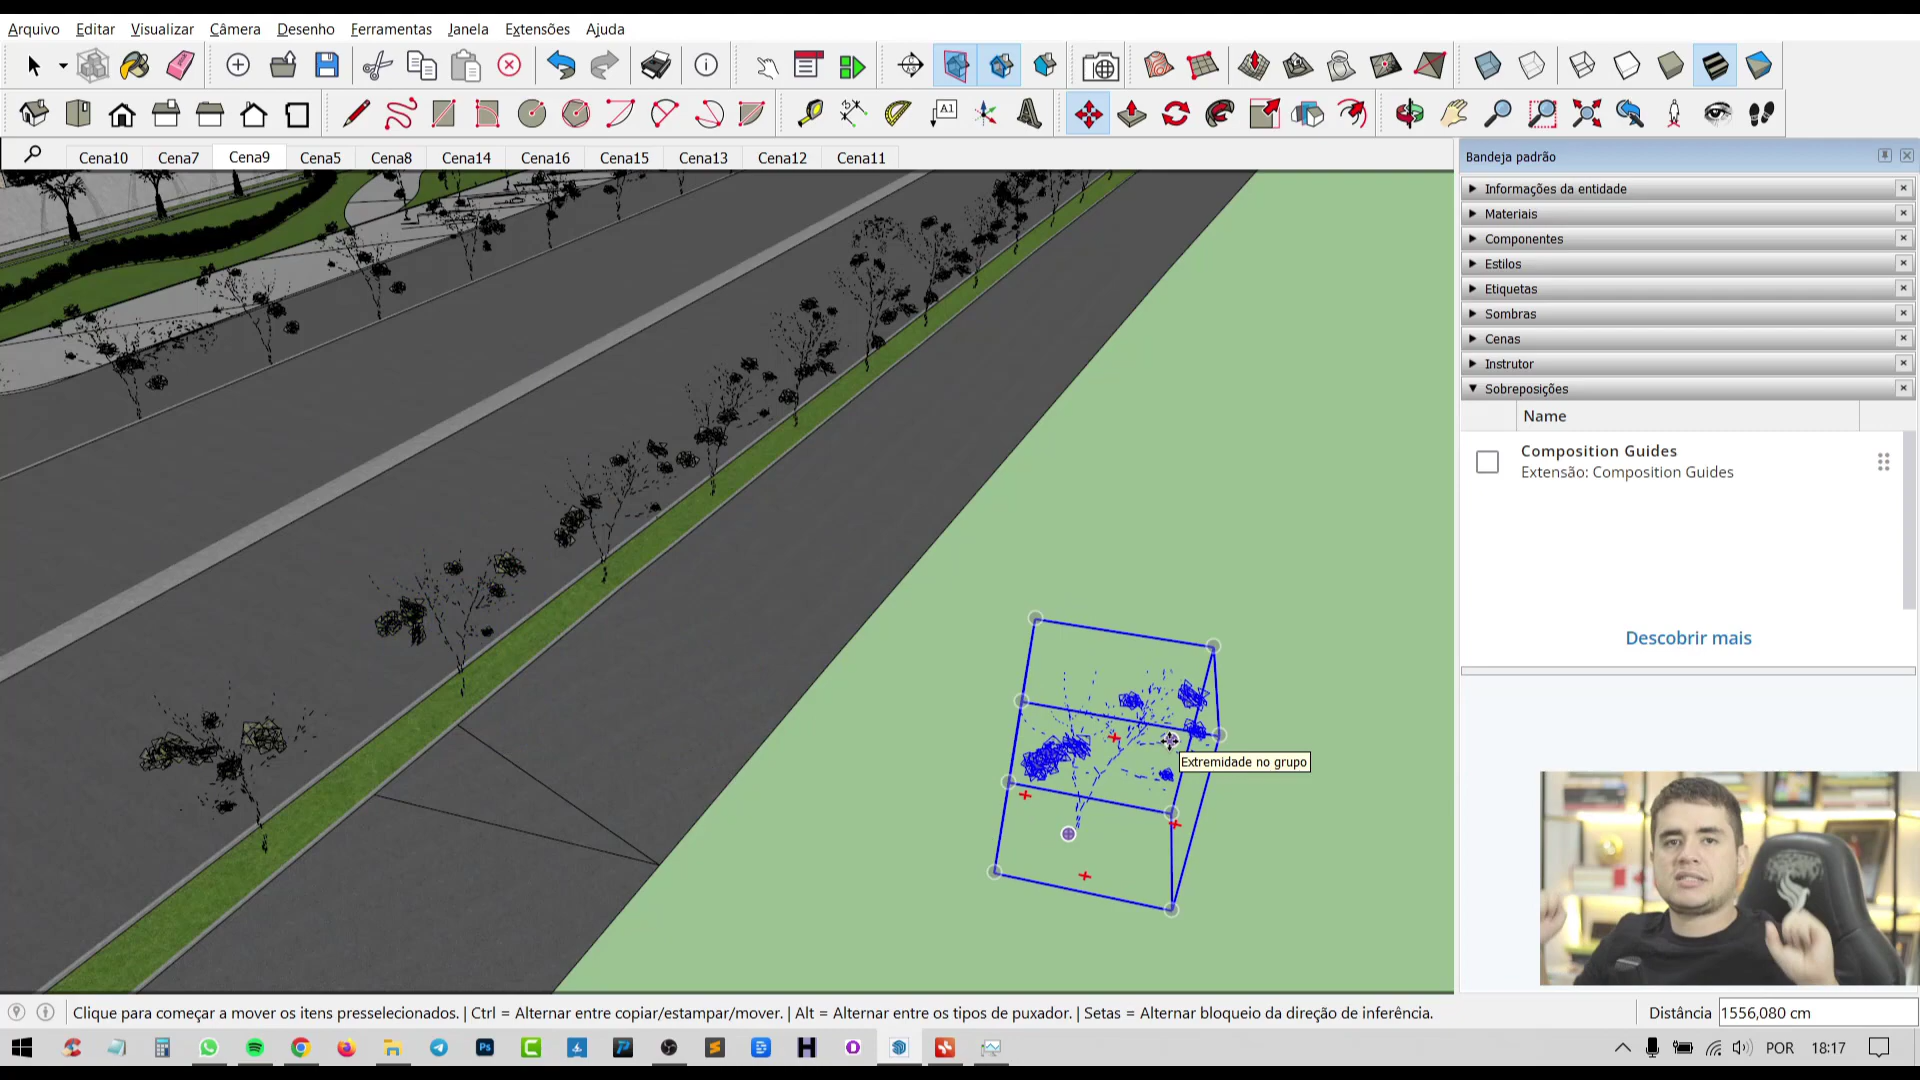 Arquivo Editar Visualizar Câmera Desenho Ferramentas Janela Extensões Ajuda
A1
Cena10 Cena7 Cena9 Cena5 Cena8 Cena14 Cena16 Cena15 Cena13 Cena12 Cena11
Bandeja padrão
Informações da entidade
Materiais
Componentes
Estilos
Etiquetas
Sombras
Cenas
Instrutor
Sobreposições
Name
Composition Guides
Extensão: Composition Guides
Descobrir mais
Extremidade no grupo
Clique para começar a mover os itens presselecionados. | Ctrl = Alternar entre copiar/estampar/mover. | Alt = Alternar entre os tipos de puxador. | Setas = Alternar bloqueio da direção de inferência.
Distância 1556,080 cm
POR 18:17